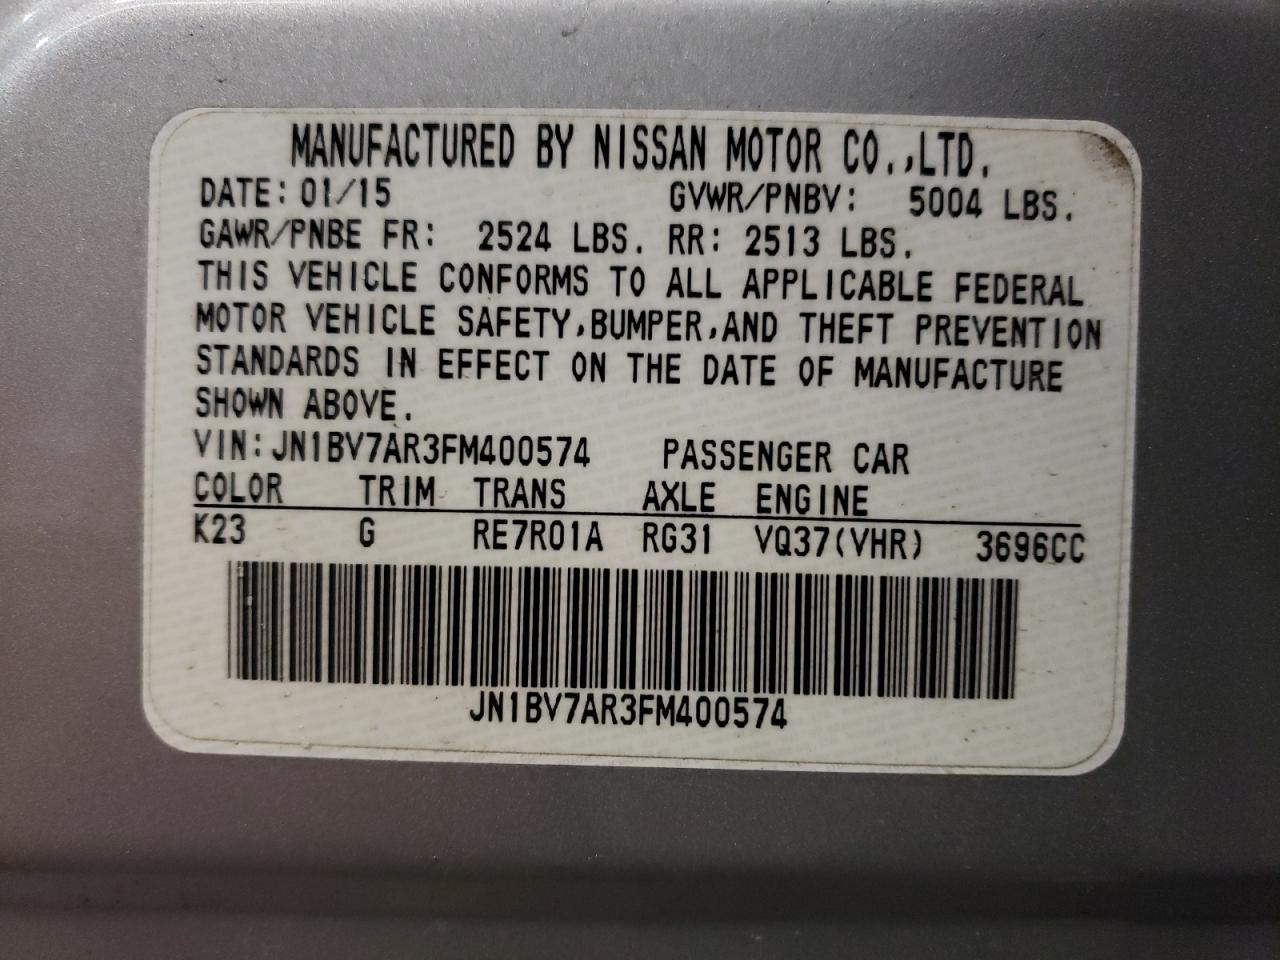 MANUFACTURED BY NISSAN MOTOR CO.,LTD.
DATE: 01/15 GVWR/PNBV: 5004 LBS.
GAWR/PNBE FR: 2524 LBS. RR: 2513 LBS.
THIS VEHICLE CONFORMS TO ALL APPLICABLE FEDERAL
MOTOR VEHICLE SAFETY,BUMPER,AND THEFT PREVENTION
STANDARDS IN EFFECT ON THE DATE OF MANUFACTURE
SHOWN ABOVE.
VIN:JN1BV7AR3FM400574 PASSENGER CAR
COLOR TRIM TRANS AXLE ENGINE
K23 G RE7R01A RG31 VQ37(VHR) 3696CC
JN1BV7AR3FM400574